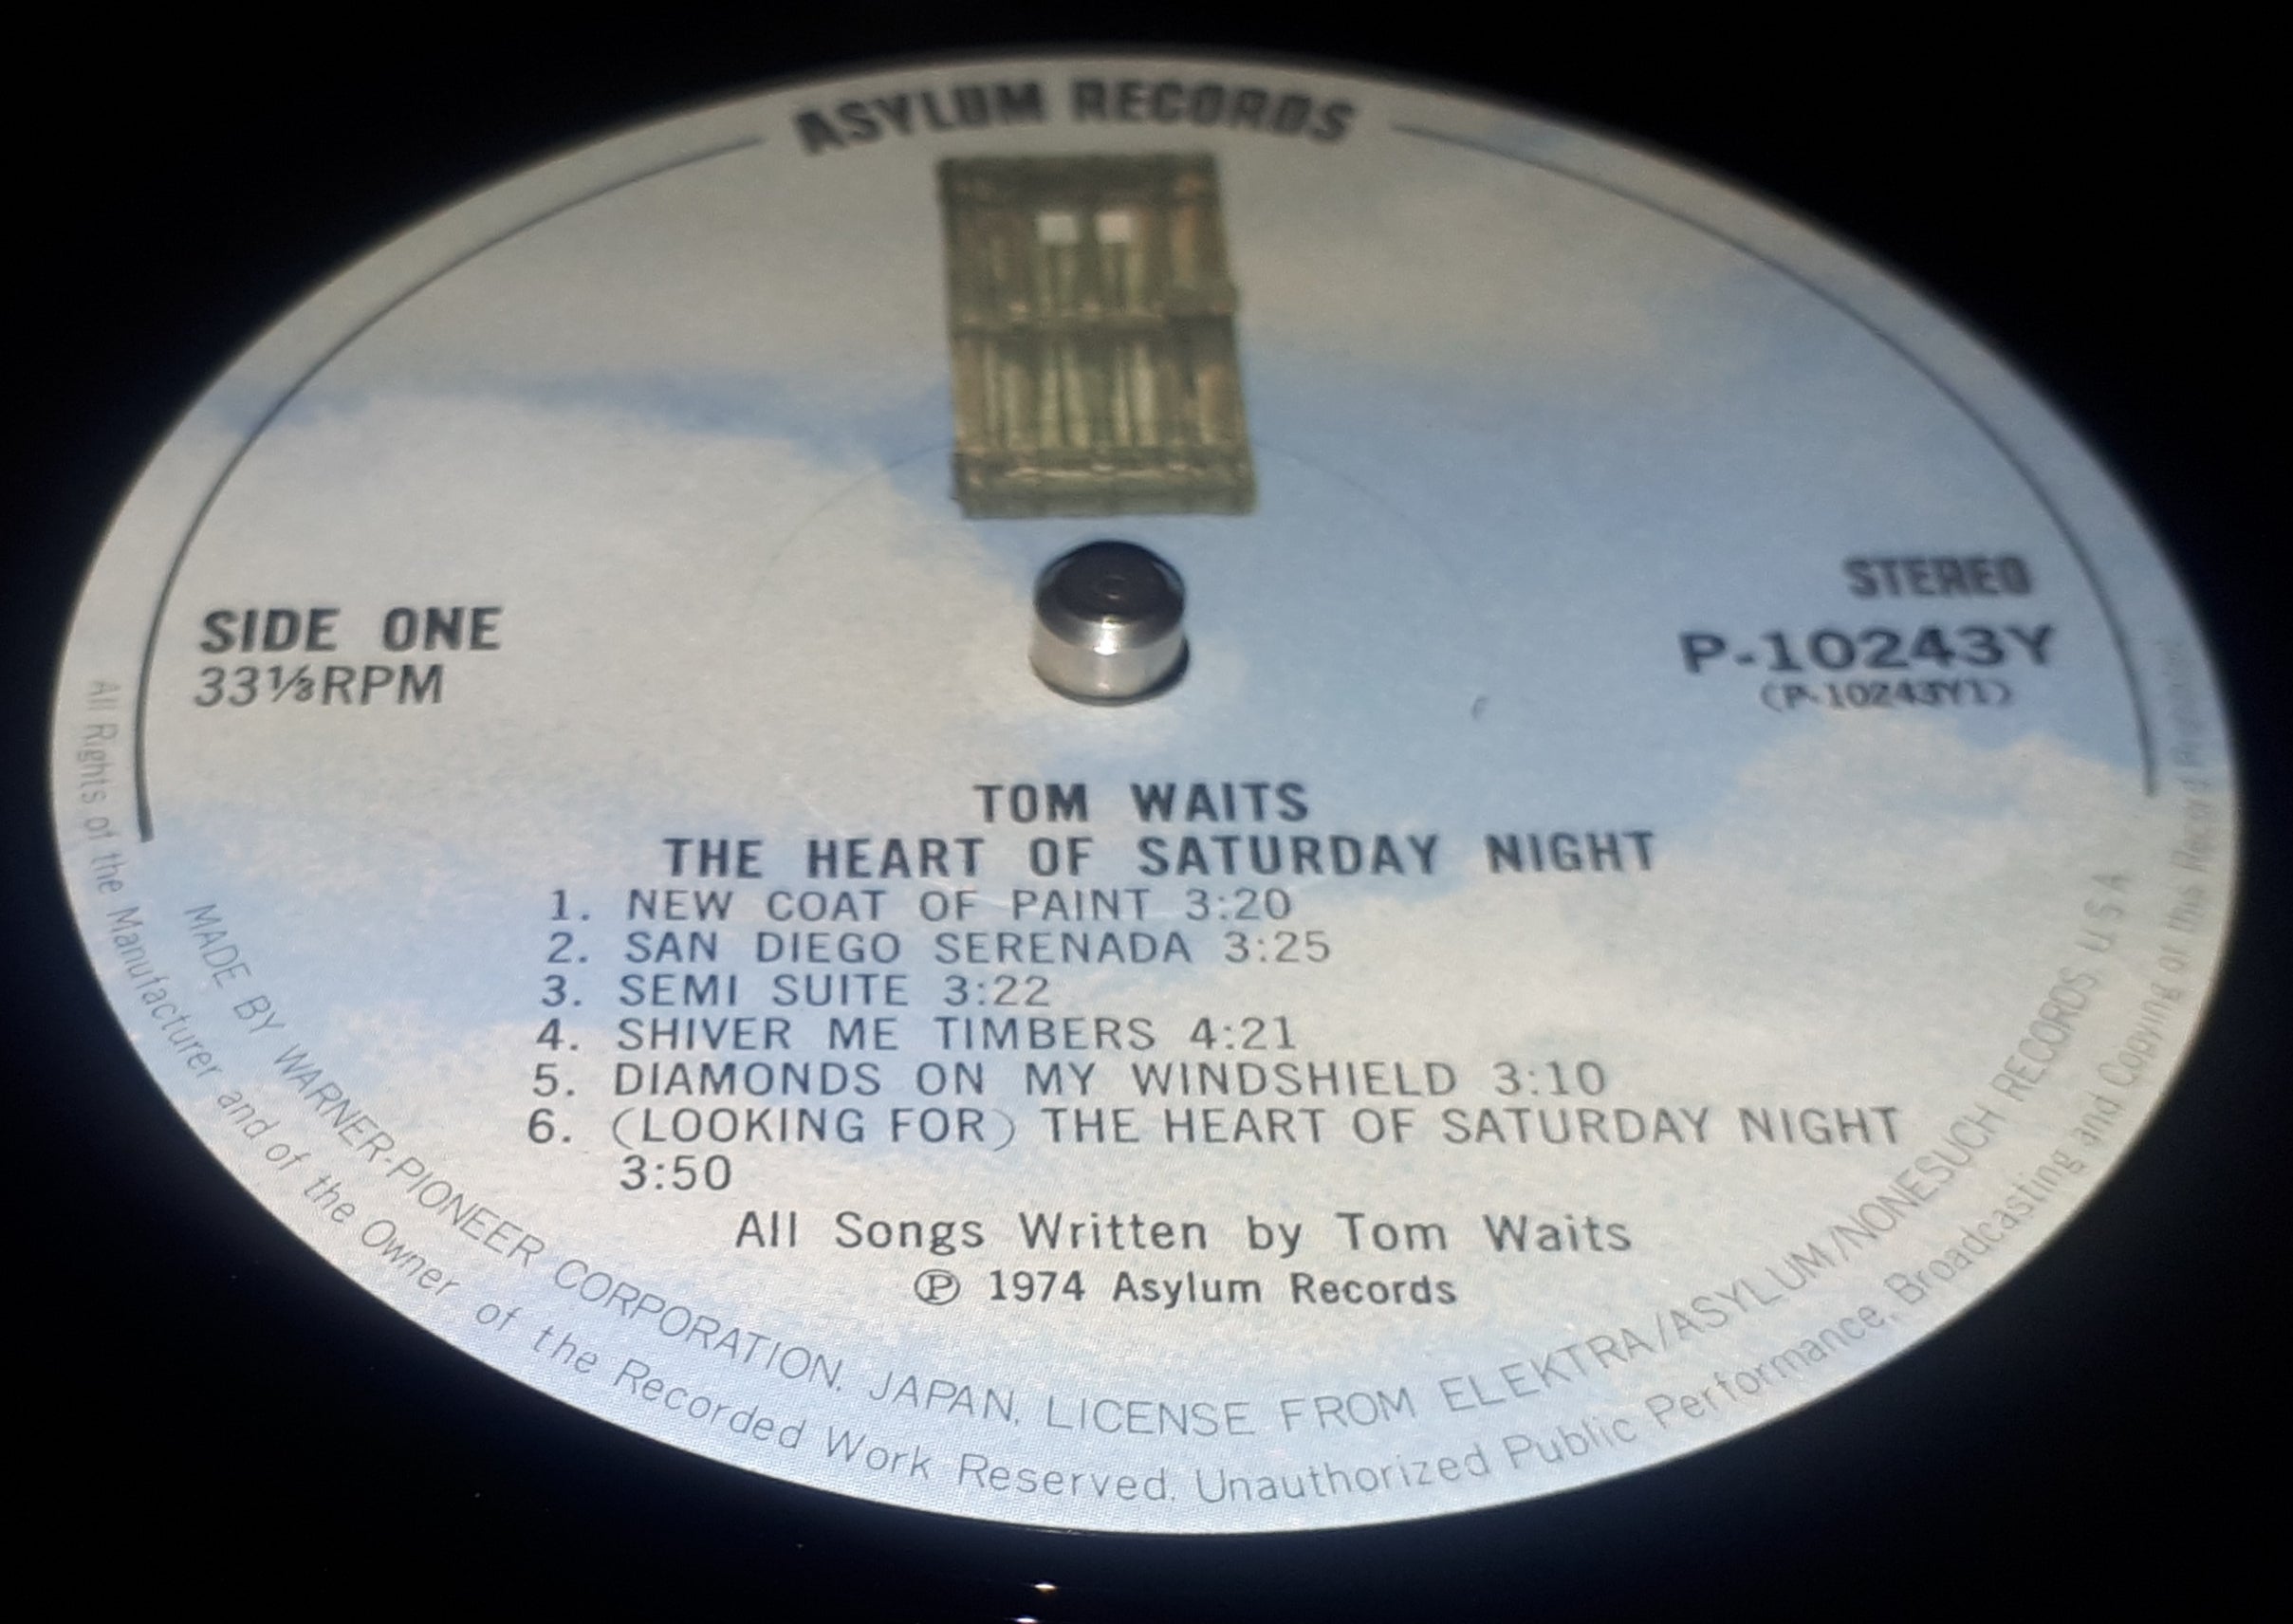 ASYLUM RECORDS
STEREO
SIDE ONE
33⅓RPM
P-10243Y
(P-10243Y1)
TOM WAITS
THE HEART OF SATURDAY NIGHT
1. NEW COAT OF PAINT 3:20
2. SAN DIEGO SERENADA 3:25
3. SEMI SUITE 3:22
4. SHIVER ME TIMBERS 4:21
5. DIAMONDS ON MY WINDSHIELD 3:10
6. (LOOKING FOR) THE HEART OF SATURDAY NIGHT
3:50
All Songs Written by Tom Waits
℗ 1974 Asylum Records
MADE BY WARNER-PIONEER CORPORATION, JAPAN, LICENSE FROM ELEKTRA/ASYLUM/NONESUCH RECORDS USA
All Rights of the Manufacturer and of the Owner of the Recorded Work Reserved. Unauthorized Public Performance, Broadcasting and Copying of this Record Prohibited